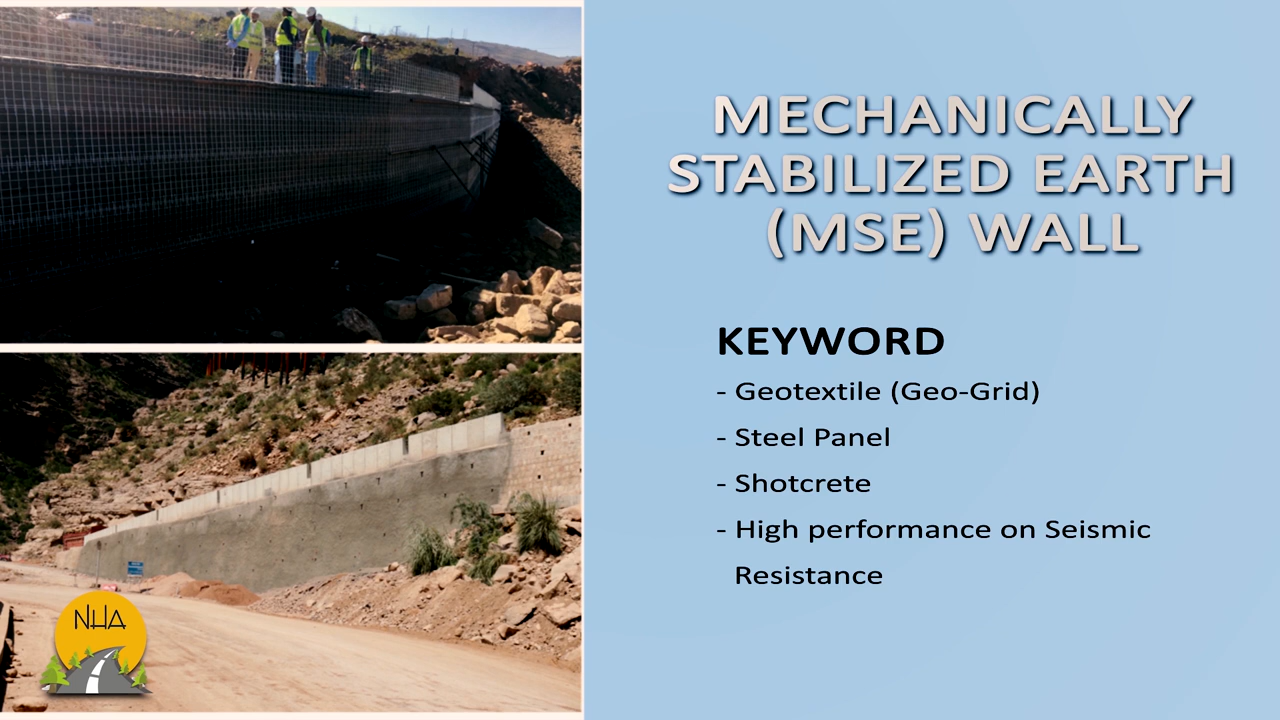 MECHANICALLY
STABILIZED EARTH
(MSE) WALL
KEYWORD
- Geotextile (Geo-Grid)
- Steel Panel
- Shotcrete
- High performance on Seismic
Resistance
NHA